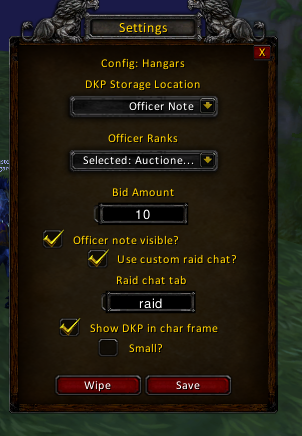 Settings
X
Config: Hangars
DKP Storage Location
Officer Note
Officer Ranks
Selected: Auctione...
Bid Amount
10
Officer note visible?
Use custom raid chat?
Raid chat tab
raid
Show DKP in char frame
Small?
Wipe Save